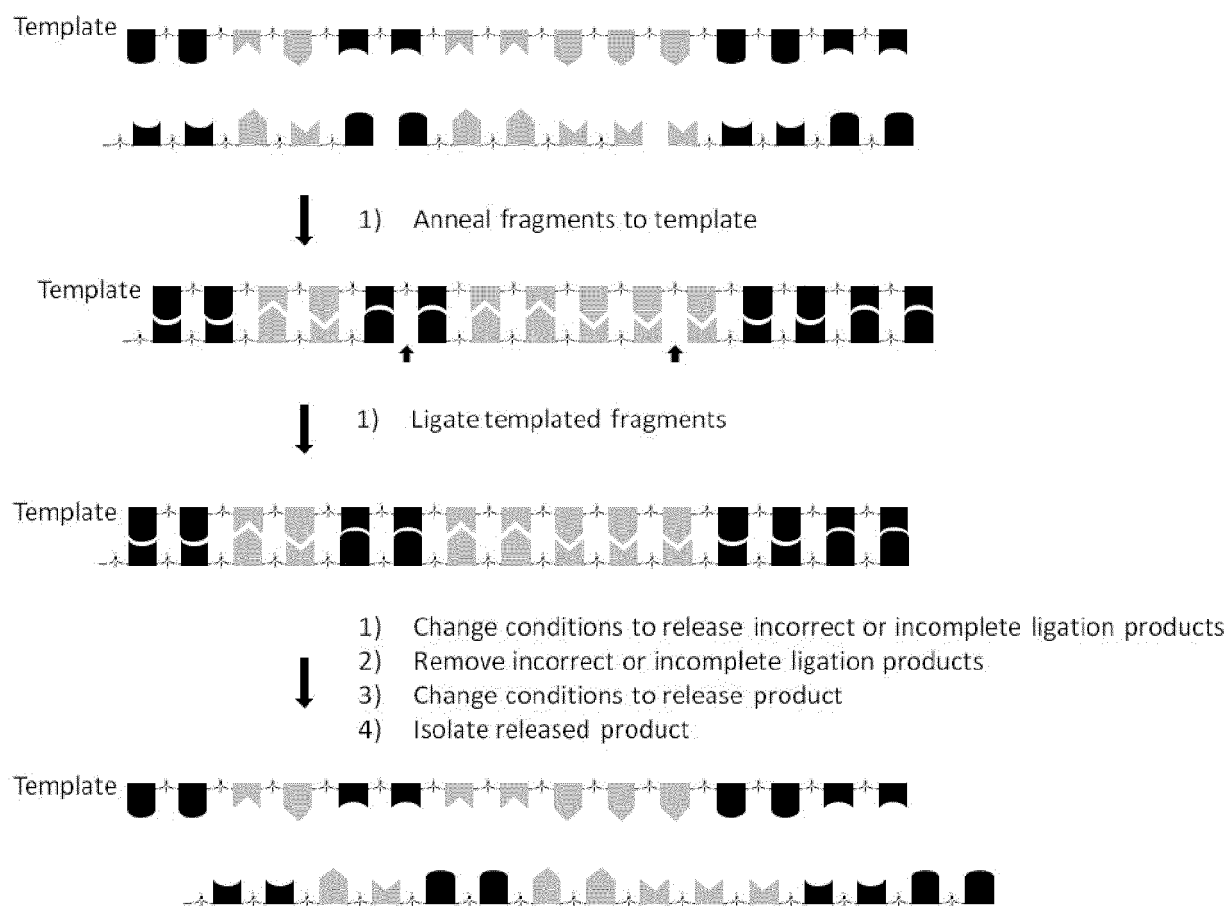 Template
1) Anneal fragments to template
Template
1) Ligate templated fragments
Template
1) Change conditions to release incorrect or incomplete ligation products
2) Remove incorrect or incomplete ligation products
3) Change conditions to release product
4) Isolate released product
Template